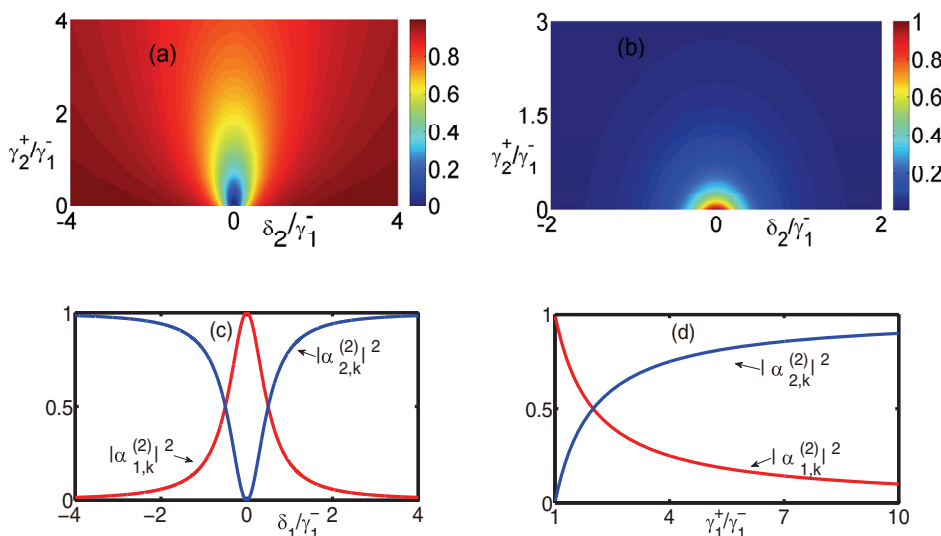 4
2
0
γ₂⁺/γ₁⁻
(a)
-4
0
4
δ₂/γ₁⁻
0.8
0.6
0.4
0.2
0
3
1.5
0
γ₂⁺/γ₁⁻
(b)
-2
0
2
δ₂/γ₁⁻
1
0.8
0.6
0.4
0.2
1
0.5
0
(c)
|α₂,ₖ⁽²⁾|²
|α₁,ₖ⁽²⁾|²
−4
−2
0
2
4
δ₁/γ₁⁻
1
0.5
0
(d)
|α₂,ₖ⁽²⁾|²
|α₁,ₖ⁽²⁾|²
1
4
7
10
γ₁⁺/γ₁⁻